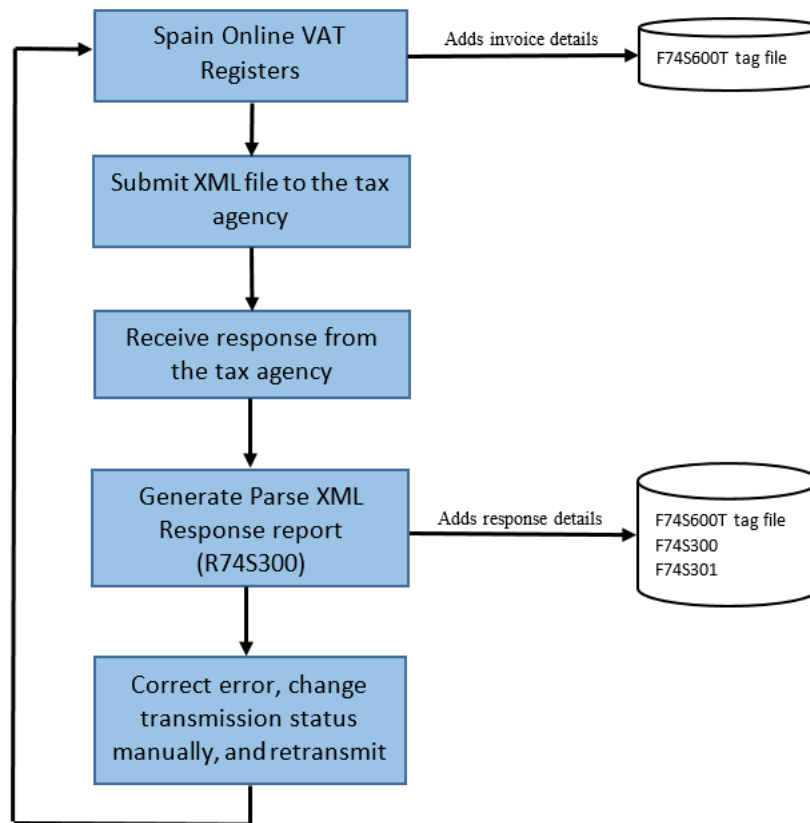 Spain Online VAT
Registers
Adds invoice details
F74S600T tag file
Submit XML file to the tax
agency
Receive response from
the tax agency
Generate Parse XML
Response report
(R74S300)
Adds response details
F74S600T tag file
F74S300
F74S301
Correct error, change
transmission status
manually, and retransmit